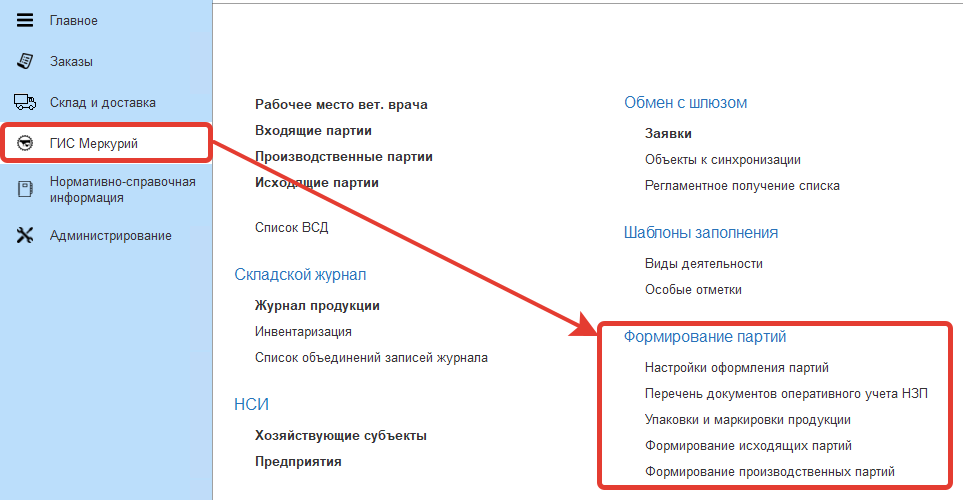 Главное
Заказы
Склад и доставка
ГИС Меркурий
Нормативно-справочная
информация
Администрирование
Рабочее место вет. врача
Входящие партии
Производственные партии
Исходящие партии
Список ВСД
Складской журнал
Журнал продукции
Инвентаризация
Список объединений записей журнала
НСИ
Хозяйствующие субъекты
Предприятия
Обмен с шлюзом
Заявки
Объекты к синхронизации
Регламентное получение списка
Шаблоны заполнения
Виды деятельности
Особые отметки
Формирование партий
Настройки оформления партий
Перечень документов оперативного учета НЗП
Упаковки и маркировки продукции
Формирование исходящих партий
Формирование производственных партий